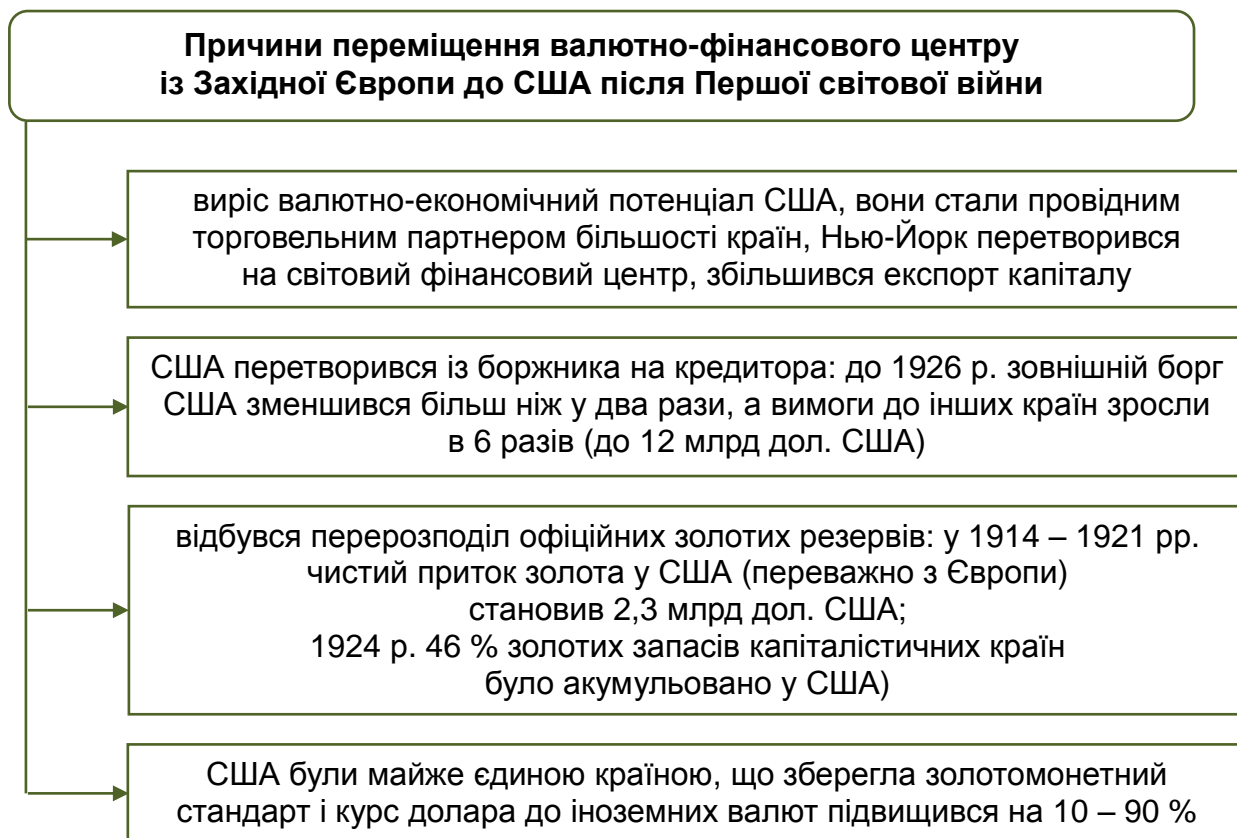 Причини переміщення валютно-фінансового центру
із Західної Європи до США після Першої світової війни
виріс валютно-економічний потенціал США, вони стали провідним
торговельним партнером більшості країн, Нью-Йорк перетворився
на світовий фінансовий центр, збільшився експорт капіталу
США перетворився із боржника на кредитора: до 1926 р. зовнішній борг
США зменшився більш ніж у два рази, а вимоги до інших країн зросли
в 6 разів (до 12 млрд дол. США)
відбувся перерозподіл офіційних золотих резервів: у 1914 – 1921 рр.
чистий приток золота у США (переважно з Європи)
становив 2,3 млрд дол. США;
1924 р. 46 % золотих запасів капіталістичних країн
було акумульовано у США)
США були майже єдиною країною, що зберегла золотомонетний
стандарт і курс долара до іноземних валют підвищився на 10 – 90 %